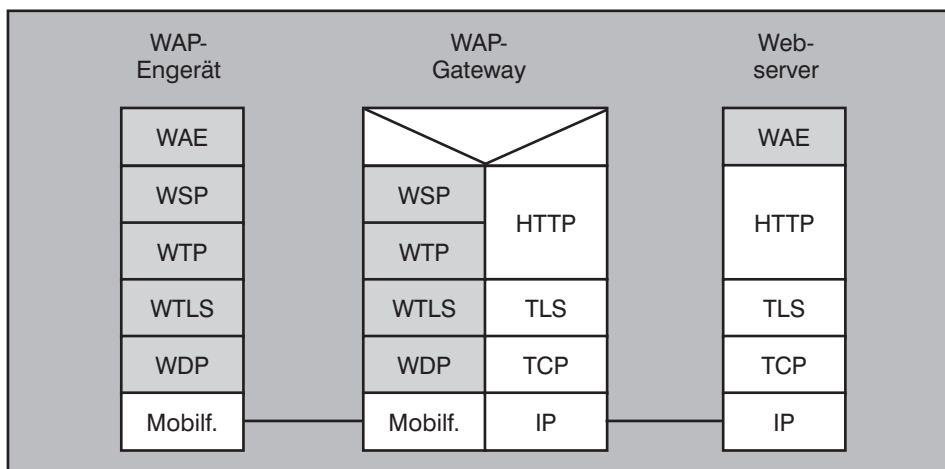 WAP-
Engerät
WAP-
Gateway
Web-
server
WAE
WAE
WSP
WSP
HTTP
HTTP
WTP
WTP
WTLS
WTLS
TLS
TLS
WDP
WDP
TCP
TCP
Mobilf.
Mobilf.
IP
IP